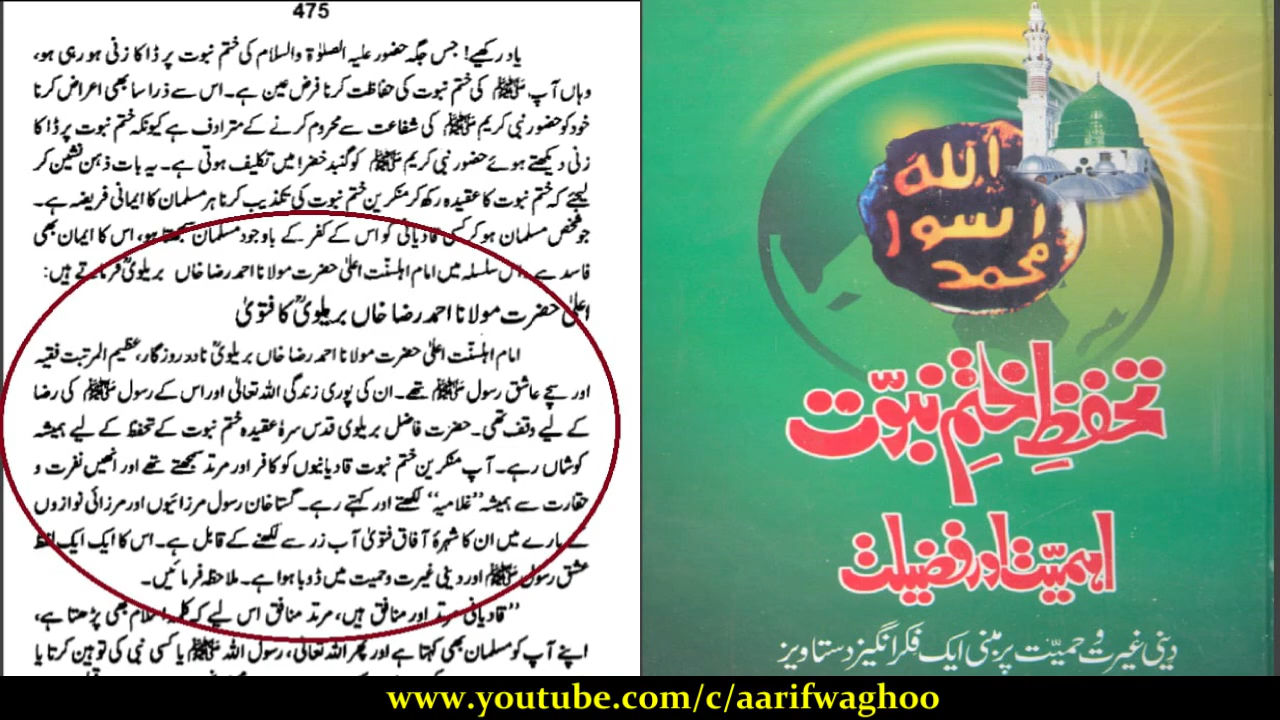 475
یاد رکھیے! جس جگہ حضور علیہ الصلوٰۃ والسلام کی ختم نبوت پر ڈاکا زنی ہو رہی ہو،
وہاں آپ ﷺ کی ختم نبوت کی حفاظت کرنا فرض عین ہے۔ اس سے ذرا سا بھی اعراض کرنا
خود کو حضور نبی کریم ﷺ کی شفاعت سے محروم کرنے کے مترادف ہے کیونکہ ختم نبوت پر ڈاکا
زنی دیکھتے ہوئے حضور نبی کریم ﷺ کو گنبد خضرا میں تکلیف ہوتی ہے۔ یہ بات ذہن نشین کر
لیجئے کہ ختم نبوت کا عقیدہ رکھ کر منکرین ختم نبوت کی تکذیب کرنا ہر مسلمان کا ایمانی فریضہ ہے۔
جو شخص مسلمان ہو کر کسی قادیانی کو اس کے کفر کے باوجود مسلمان سمجھتا ہو، اس کا ایمان بھی
فاسد ہے۔ اس سلسلہ میں امام اہلسنّت اعلیٰ حضرت مولانا احمد رضا خاں بریلویؒ فرماتے ہیں:
اعلیٰ حضرت مولانا احمد رضا خاں بریلویؒ کا فتویٰ
امام اہلسنّت اعلیٰ حضرت مولانا احمد رضا خاں بریلویؒ نادر روزگار، عظیم المرتبت فقیہ
اور سچے عاشق رسول ﷺ تھے۔ ان کی پوری زندگی اللہ تعالیٰ اور اس کے رسول ﷺ کی رضا
کے لیے وقف تھی۔ حضرت فاضل بریلوی قدس سرہٗ عقیدہ ختم نبوت کے تحفظ کے لیے ہمیشہ
کوشاں رہے۔ آپ منکرین ختم نبوت قادیانیوں کو کافر اور مرتد سمجھتے تھے اور انھیں نفرت و
حقارت سے ہمیشہ ”غلامیہ“ لکھتے اور کہتے رہے۔ گستاخان رسول مرزائیوں اور مرزائی نوازوں
کے بارے میں ان کا شہرۂ آفاق فتویٰ آب زر سے لکھنے کے قابل ہے۔ اس کا ایک ایک لفظ
عشق رسول ﷺ اور دینی غیرت و حمیت میں ڈوبا ہوا ہے۔ ملاحظہ فرمائیں۔
”قادیانی مرتد اور منافق ہیں، مرتد منافق اس لیے کہ کلمہ اسلام بھی پڑھتا ہے،
اپنے آپ کو مسلمان بھی کہتا ہے اور پھر اللہ تعالیٰ، رسول اللہ ﷺ یا کسی نبی کی توہین کرتا یا
الله
رسول
محمد
تحفظِ ختمِ نبوّت
اہمیّت اور فضیلت
دینی غیرت و حمیّت پر مبنی ایک فکر انگیز دستاویز
www.youtube.com/c/aarifwaghoo